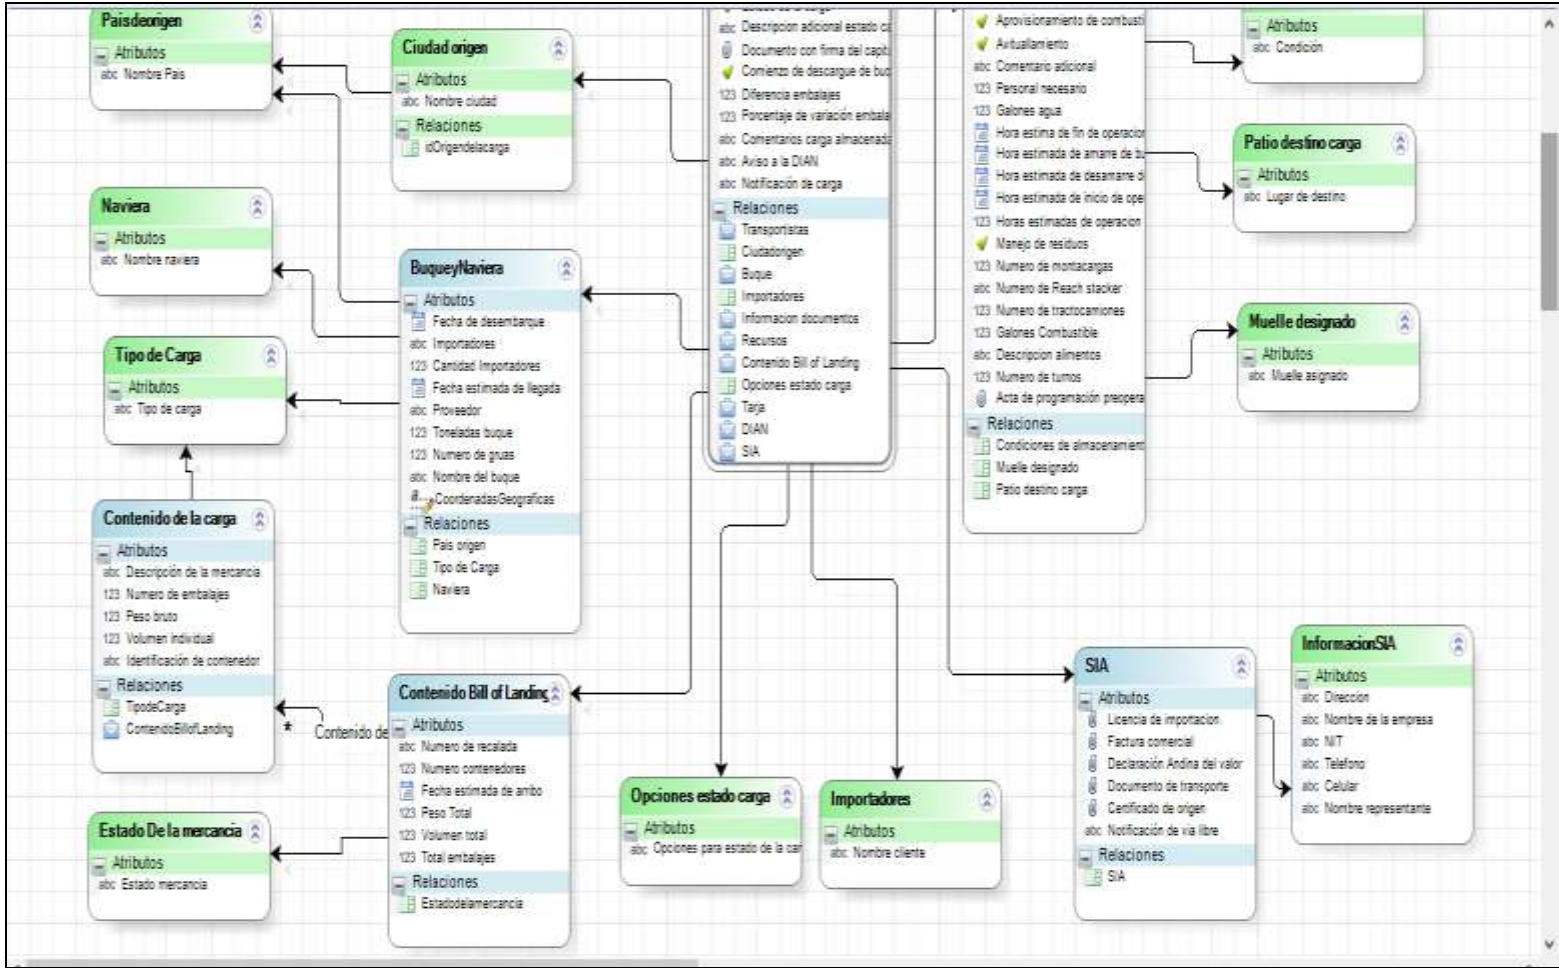 Paisdeorigen
Atributos
abc Nombre Pais
Naviera
Atributos
abc Nombre naviera
Tipo de Carga
Atributos
abc Tipo de carga
Contenido de la carga
Atributos
abc Descripción de la mercancia
123 Numero de embalajes
123 Peso bruto
123 Volumen individual
abc Identificación de contenedor
Relaciones
TipodeCarga
ContenidoBillofLanding
Estado De la mercancia
Atributos
abc Estado mercancia
Ciudad origen
Atributos
abc Nombre ciudad
Relaciones
idOrigendelacarga
BuqueyNaviera
Atributos
Fecha de desembarque
abc Importadores
123 Cantidad Importadores
Fecha estimada de llegada
abc Proveedor
123 Toneladas buque
123 Numero de gruas
abc Nombre del buque
CoordenadasGeograficas
Relaciones
Pais origen
Tipo de Carga
Naviera
* Contenido de
Contenido Bill of Landing
Atributos
abc Numero de recalada
123 Numero contenedores
Fecha estimada de arribo
123 Peso Total
123 Volumen total
123 Total embalajes
Relaciones
Estadodelamercancia
abc Descripcion adicional estado ca
Documento con firma del capit
Comienzo de descargue de buq
123 Diferencia embalajes
123 Porcentaje de variación embala
abc Comentarios carga almacenada
abc Aviso a la DIAN
abc Notificación de carga
Relaciones
Transportistas
Ciudadorigen
Buque
Importadores
Informacion documentos
Recursos
Contenido Bill of Landing
Opciones estado carga
Tarja
DIAN
SIA
Opciones estado carga
Atributos
abc Opciones para estado de la car
Importadores
Atributos
abc Nombre cliente
Aprovisionamiento de combusti
Avituallamiento
abc Comentario adicional
123 Personal necesario
123 Galones agua
Hora estima de fin de operacior
Hora estimada de amarre de bu
Hora estimada de desamarre d
Hora estimada de inicio de ope
123 Horas estimadas de operacion
Manejo de residuos
123 Numero de montacargas
abc Numero de Reach stacker
123 Numero de tractocamiones
123 Galones Combustible
abc Descripcion alimentos
123 Numero de turnos
Acta de programación preopera
Relaciones
Condiciones de almacenamient
Muelle designado
Patio destino carga
Atributos
abc Condición
Patio destino carga
Atributos
abc Lugar de destino
Muelle designado
Atributos
abc Muelle asignado
SIA
Atributos
Licencia de importacion
Factura comercial
Declaración Andina del valor
Documento de transporte
Certificado de origen
abc Notificación de via libre
Relaciones
SIA
InformacionSIA
Atributos
abc Direccion
abc Nombre de la empresa
abc NIT
abc Telefono
abc Celular
abc Nombre representante